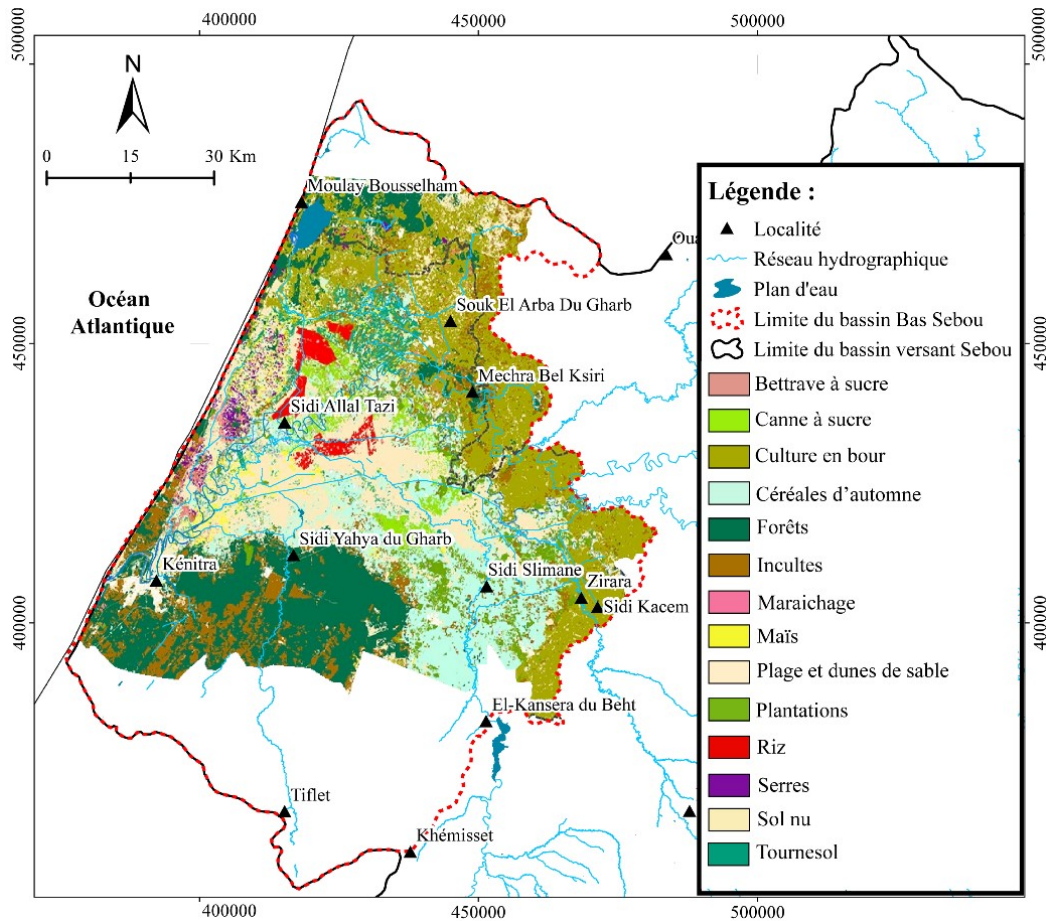 400000
450000
500000
500000
500000
N
0
15
30 Km
Moulay Bousselham
Océan
Atlantique
Souk El Arba Du Gharb
450000
450000
Mechra Bel Ksiri
Sidi Allal Tazi
Sidi Yahya du Gharb
Kénitra
Sidi Slimane
Zirara
Sidi Kacem
400000
400000
El-Kansera du Beht
Tiflet
Khémisset
400000
450000
500000
Oua
Légende :
Localité
Réseau hydrographique
Plan d'eau
Limite du bassin Bas Sebou
Limite du bassin versant Sebou
Bettrave à sucre
Canne à sucre
Culture en bour
Céréales d’automne
Forêts
Incultes
Maraichage
Maïs
Plage et dunes de sable
Plantations
Riz
Serres
Sol nu
Tournesol